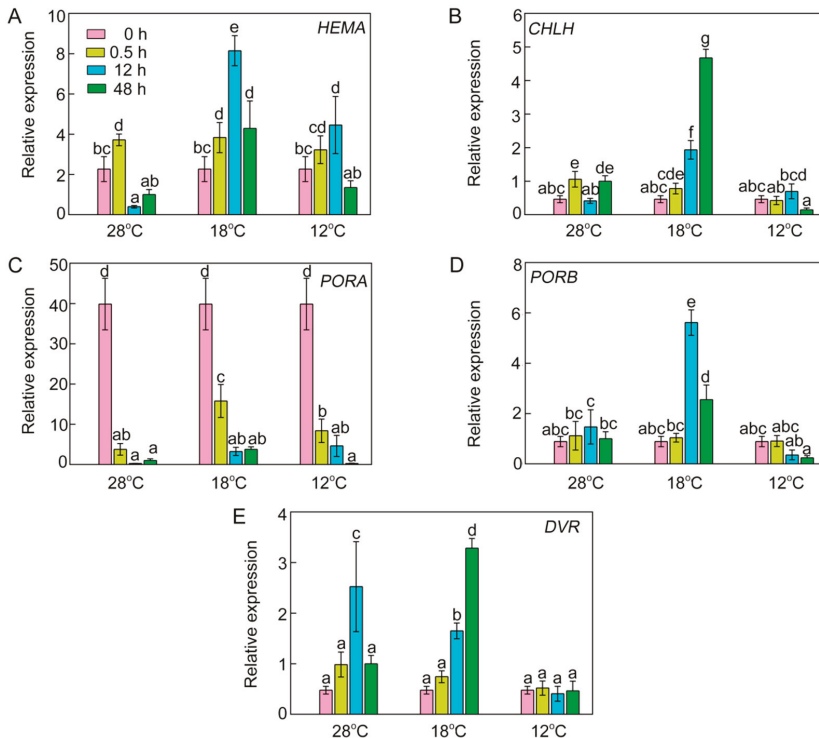 A
HEMA
0 h
0.5 h
12 h
48 h
Relative expression
10
8
6
4
2
0
bc d a ab
bc d e d
bc cd d ab
28°C 18°C 12°C
B
CHLH
Relative expression
6
5
4
3
2
1
0
abc e ab de
abc cde f g
abc ab bcd a
28°C 18°C 12°C
C
PORA
Relative expression
50
40
30
20
10
0
d ab a a
d c ab ab
d b ab a
28°C 18°C 12°C
D
PORB
Relative expression
8
6
4
2
0
abc bc c bc
abc bc e d
abc abc ab a
28°C 18°C 12°C
E
DVR
Relative expression
4
3
2
1
0
a a c a
a a b d
a a a a
28°C 18°C 12°C